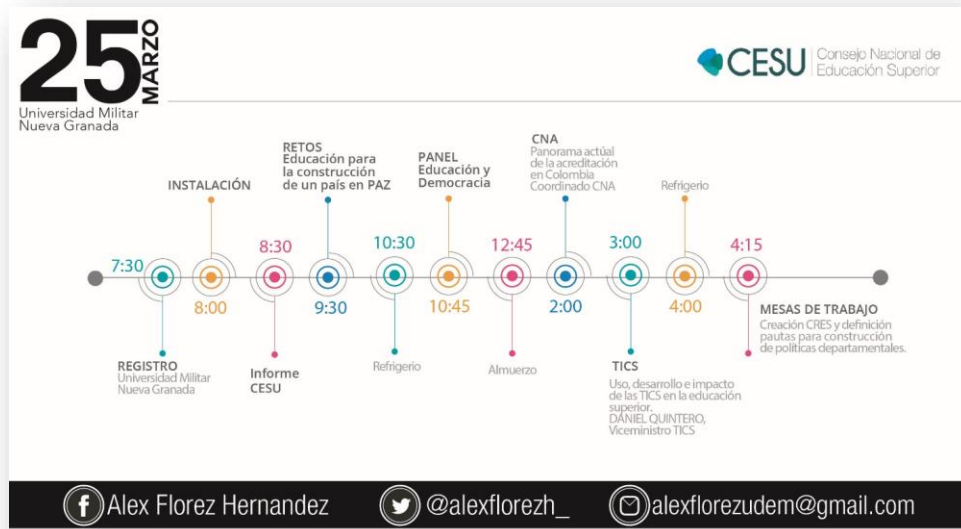 25 MARZO
Universidad Militar
Nueva Granada
CESU
Consejo Nacional de
Educación Superior
7:30
REGISTRO
Universidad Militar
Nueva Granada
INSTALACIÓN
8:00
8:30
Informe
CESU
RETOS
Educación para
la construcción
de un país en PAZ
9:30
10:30
Refrigerio
PANEL
Educación y
Democracia
10:45
12:45
Almuerzo
CNA
Panorama actúal
de la acreditación
en Colombia
Coordinado CNA
2:00
3:00
TICS
Uso, desarrollo e impacto
de las TICS en la educación
superior.
DANIEL QUINTERO,
Viceministro TICS
Refrigerio
4:00
4:15
MESAS DE TRABAJO
Creación CRES y definición
pautas para construcción
de políticas departamentales.
Alex Florez Hernandez
@alexflorezh_
alexflorezudem@gmail.com